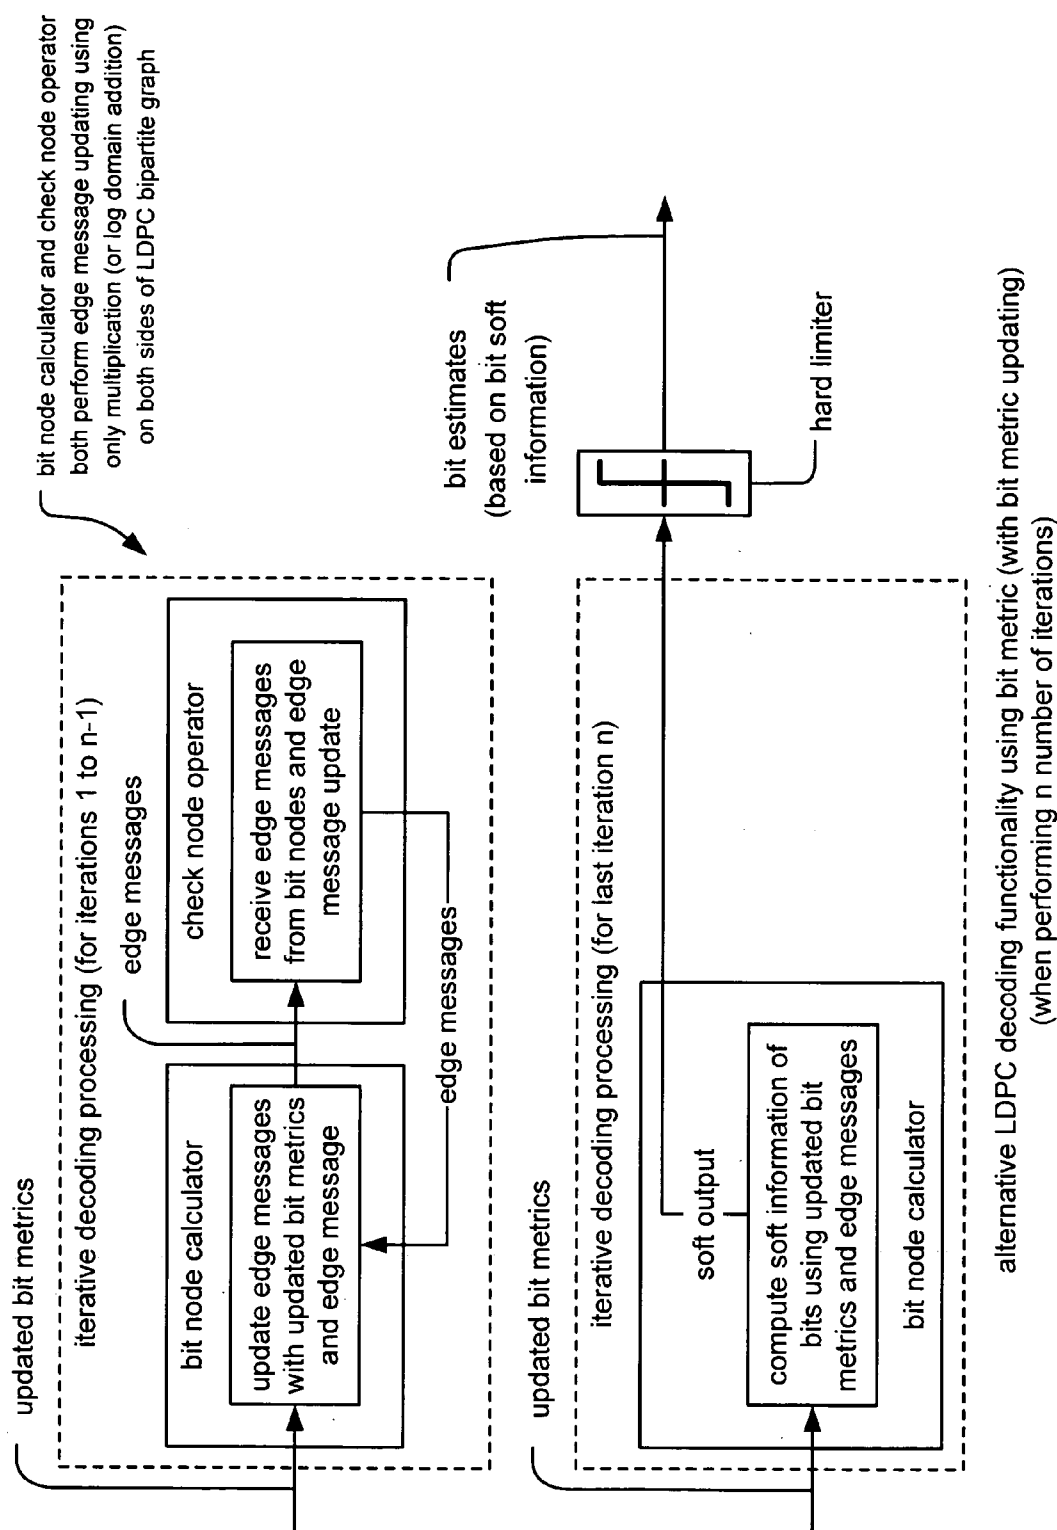 bit node calculator and check node operator
both perform edge message updating using
only multiplication (or log domain addition)
on both sides of LDPC bipartite graph
updated bit metrics
iterative decoding processing (for iterations 1 to n-1)
edge messages
bit node calculator
update edge messages
with updated bit metrics
and edge message
check node operator
receive edge messages
from bit nodes and edge
message update
edge messages
updated bit metrics
iterative decoding processing (for last iteration n)
soft output
compute soft information of
bits using updated bit
metrics and edge messages
bit node calculator
bit estimates
(based on bit soft
information)
hard limiter
alternative LDPC decoding functionality using bit metric (with bit metric updating)
(when performing n number of iterations)